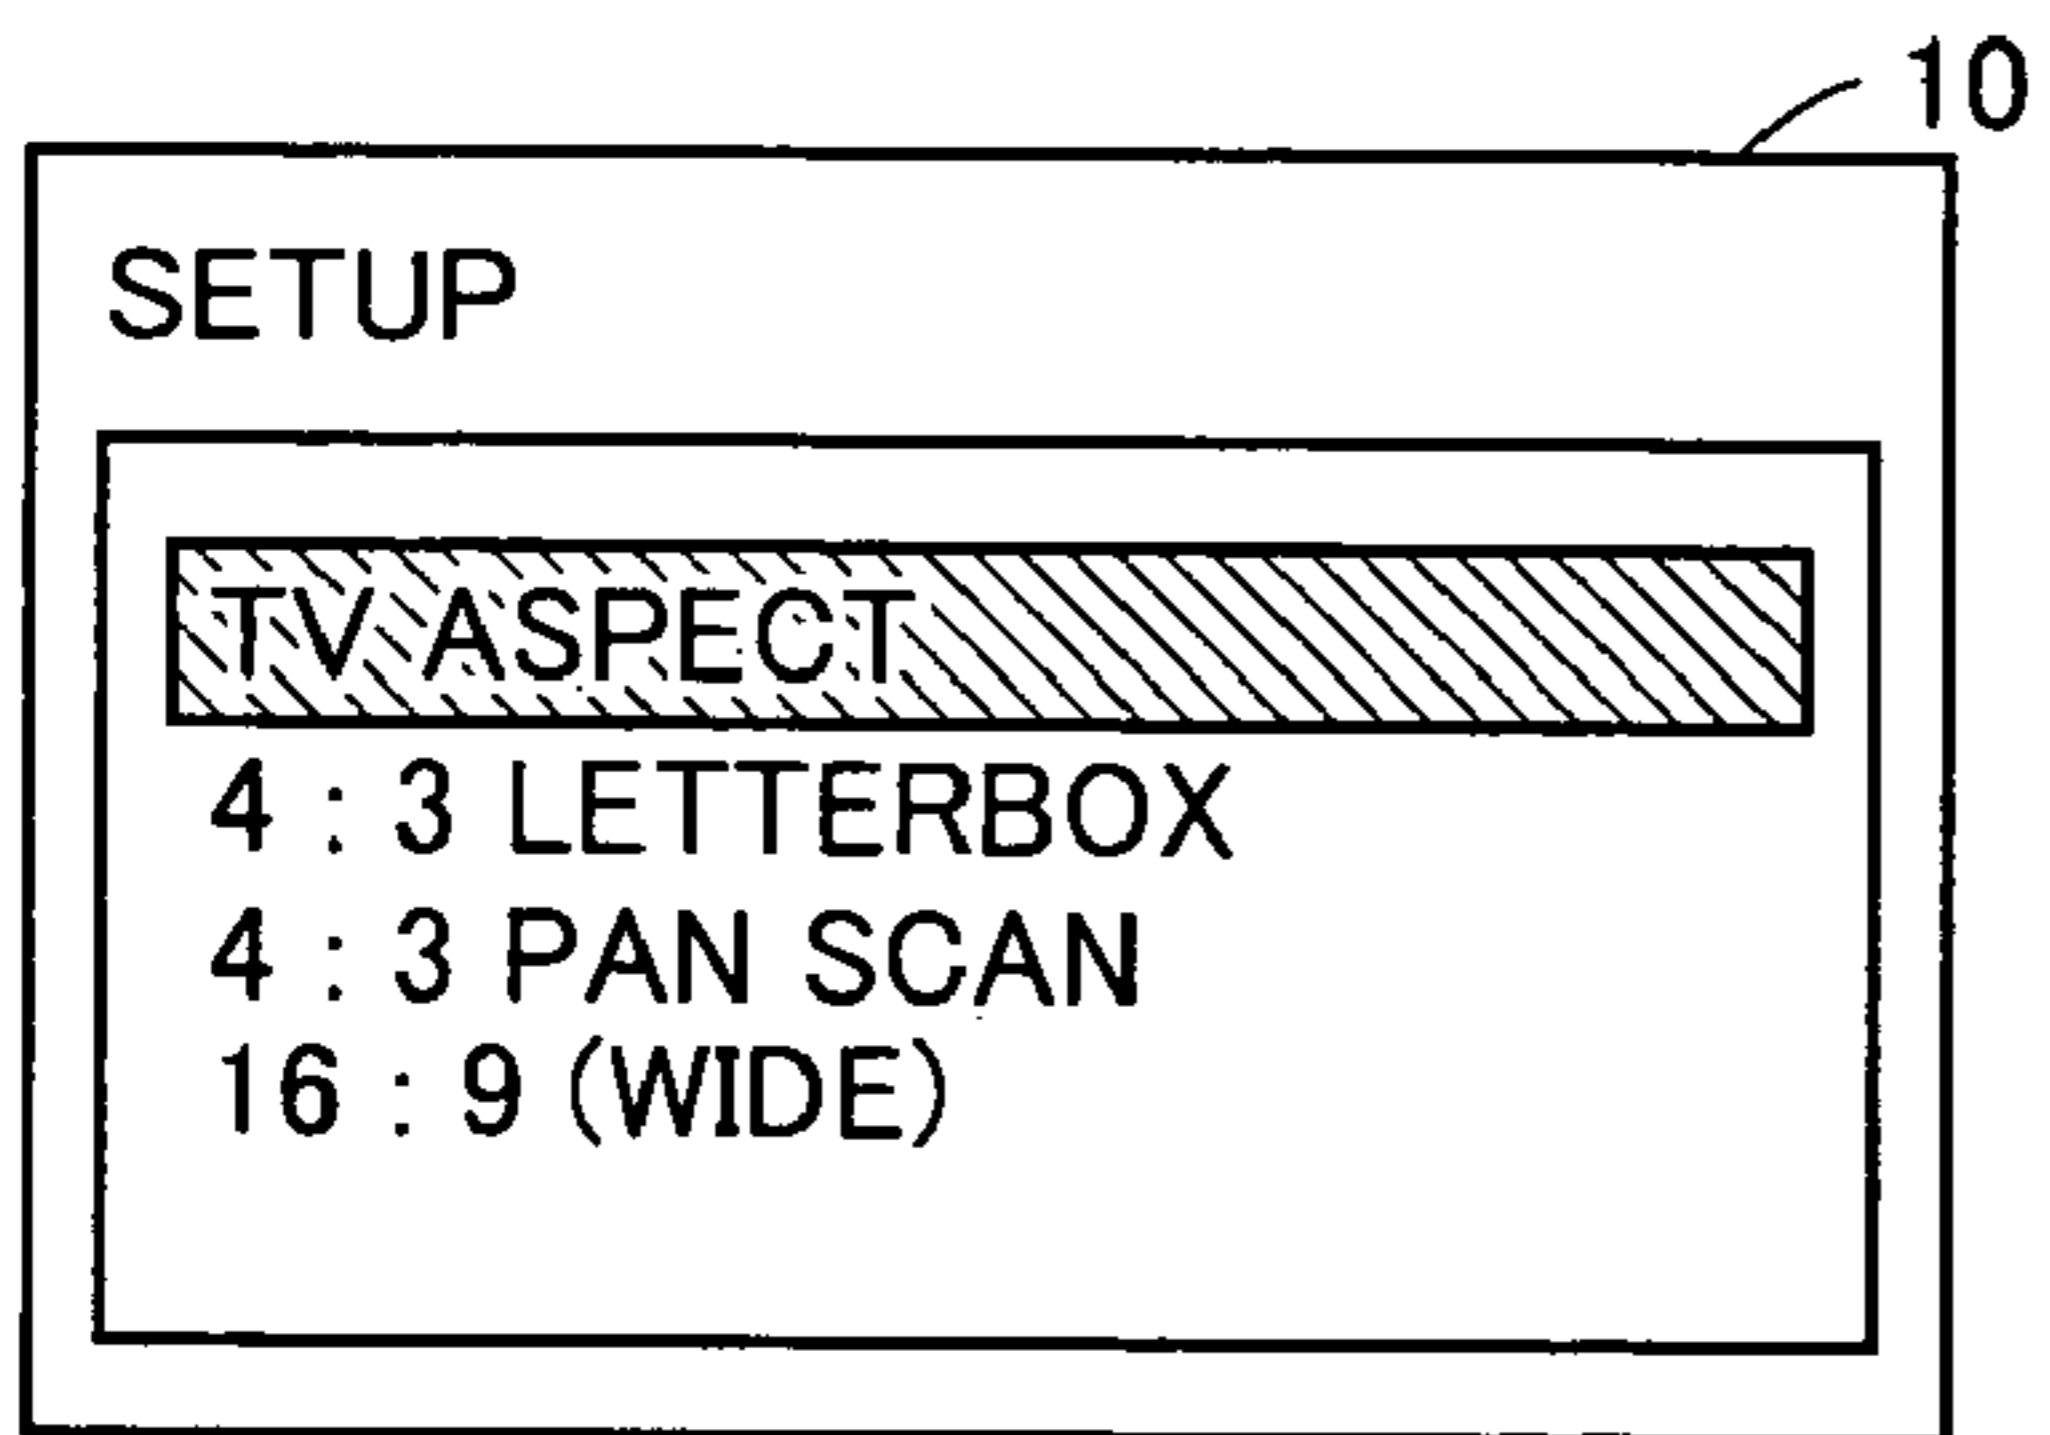 10
SETUP
TV ASPECT
4 : 3 LETTERBOX
4 : 3 PAN SCAN
16 : 9 (WIDE)